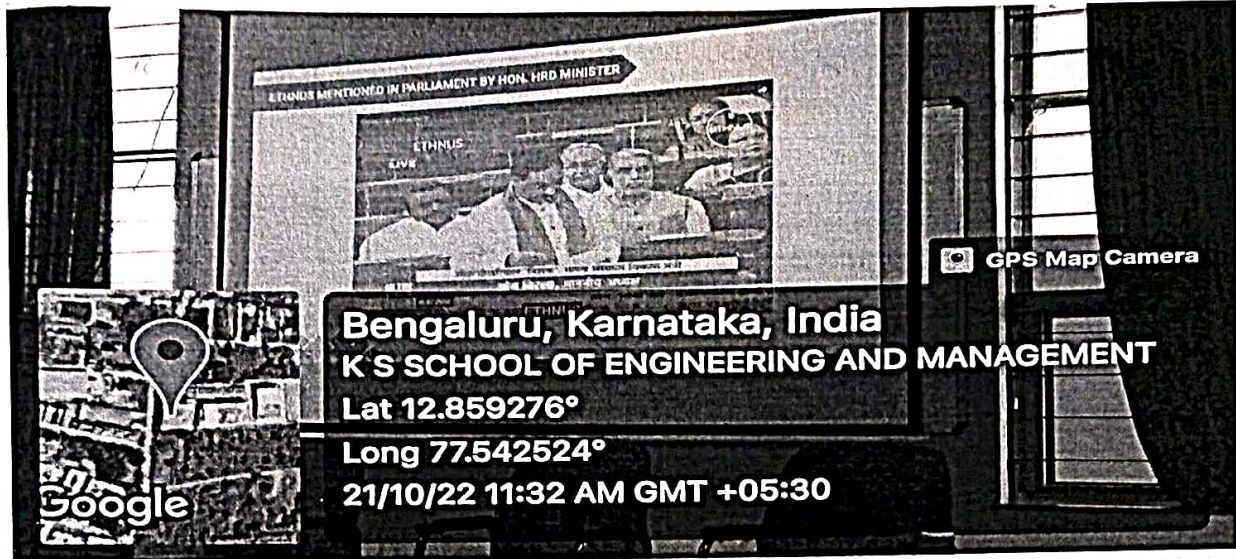 ETHNUS MENTIONED IN PARLIAMENT BY HON. HRD MINISTER
ETHNUS
LIVE
GPS Map Camera
Bengaluru, Karnataka, India
K S SCHOOL OF ENGINEERING AND MANAGEMENT
Lat 12.859276°
Long 77.542524°
21/10/22 11:32 AM GMT +05:30
Google